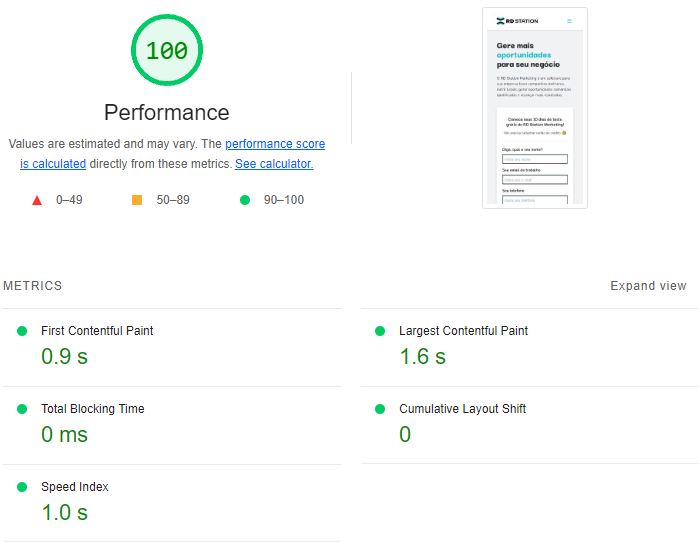 100
Performance
Values are estimated and may vary. The performance score
is calculated directly from these metrics. See calculator.
0–49
50–89
90–100
RD STATION
Gere mais
oportunidades
para seu negócio
Comece seus 10 dias de teste
grátis do RD Station Marketing!
Diga, qual o seu nome?
Seu email de trabalho
Seu telefone
METRICS
Expand view
First Contentful Paint
0.9 s
Largest Contentful Paint
1.6 s
Total Blocking Time
0 ms
Cumulative Layout Shift
0
Speed Index
1.0 s